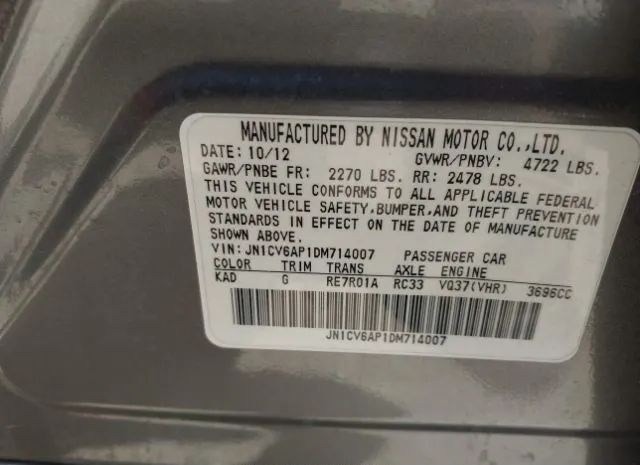 MANUFACTURED BY NISSAN MOTOR CO.,LTD.
DATE: 10/12 GVWR/PNBV: 4722 LBS.
GAWR/PNBE FR: 2270 LBS. RR: 2478 LBS.
THIS VEHICLE CONFORMS TO ALL APPLICABLE FEDERAL
MOTOR VEHICLE SAFETY,BUMPER,AND THEFT PREVENTION
STANDARDS IN EFFECT ON THE DATE OF MANUFACTURE
SHOWN ABOVE.
VIN: JN1CV6AP1DM714007 PASSENGER CAR
COLOR TRIM TRANS AXLE ENGINE
KAD G RE7R01A RC33 VQ37(VHR) 3696CC
JN1CV6AP1DM714007